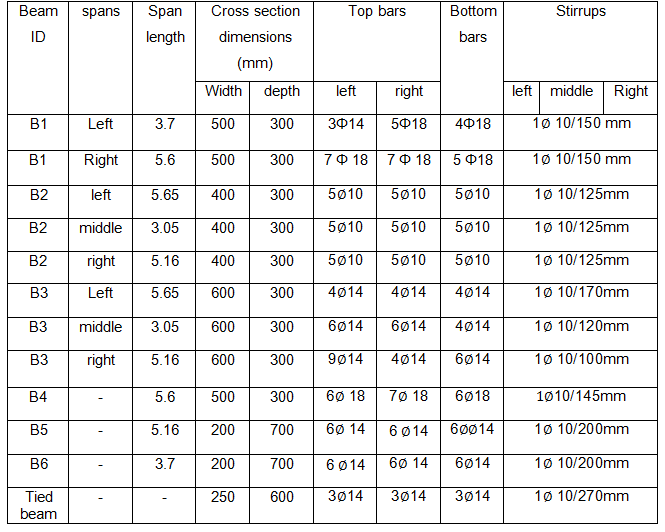 Beam ID spans Span length Cross section dimensions (mm) Top bars Bottom bars Stirrups
Width depth left right left middle Right
B1 Left 3.7 500 300 3Φ14 5Φ18 4Φ18 1Ø 10/150 mm
B1 Right 5.6 500 300 7 Φ 18 7 Φ 18 5 Φ18 1Ø 10/150 mm
B2 left 5.65 400 300 5Ø10 5Ø10 5Ø10 1Ø 10/125mm
B2 middle 3.05 400 300 5Ø10 5Ø10 5Ø10 1Ø 10/125mm
B2 right 5.16 400 300 5Ø10 5Ø10 5Ø10 1Ø 10/125mm
B3 Left 5.65 600 300 4Ø14 4Ø14 4Ø14 1Ø 10/170mm
B3 middle 3.05 600 300 6Ø14 6Ø14 4Ø14 1Ø 10/120mm
B3 right 5.16 600 300 9Ø14 4Ø14 6Ø14 1Ø 10/100mm
B4 - 5.6 500 300 6Ø 18 7Ø 18 6Ø18 1Ø10/145mm
B5 - 5.16 200 700 6Ø 14 6 Ø14 6ØØ14 1Ø 10/200mm
B6 - 3.7 200 700 6 Ø14 6Ø 14 6Ø14 1Ø 10/200mm
Tied beam - - 250 600 3Ø14 3Ø14 3Ø14 1Ø 10/270mm